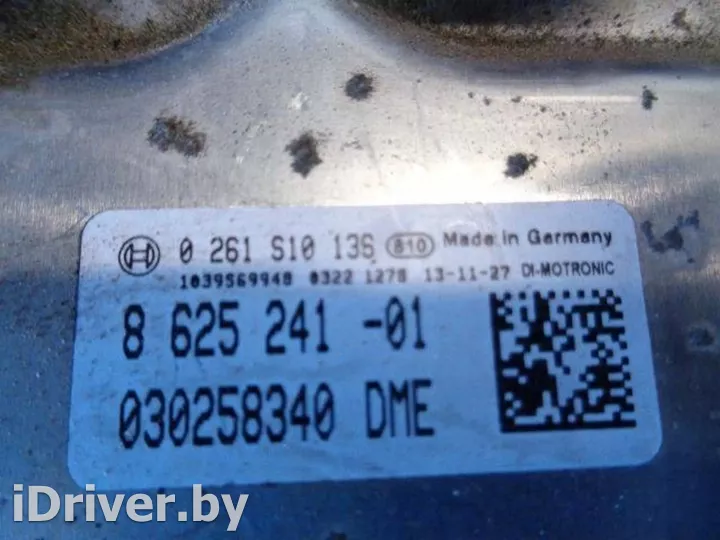 0 261 S10 136 810 Made in Germany
1039569948 0322 1278 13-11-27 DI-MOTRONIC
8 625 241 -01
030258340 DME
iDriver.by